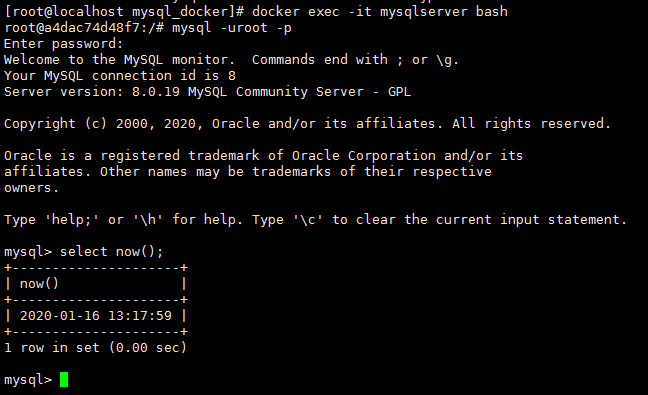 [root@localhost mysql_docker]# docker exec -it mysqlserver bash
root@a4dac74d48f7:/# mysql -uroot -p
Enter password:
Welcome to the MySQL monitor.  Commands end with ; or \g.
Your MySQL connection id is 8
Server version: 8.0.19 MySQL Community Server - GPL

Copyright (c) 2000, 2020, Oracle and/or its affiliates. All rights reserved.

Oracle is a registered trademark of Oracle Corporation and/or its
affiliates. Other names may be trademarks of their respective
owners.

Type 'help;' or '\h' for help. Type '\c' to clear the current input statement.

mysql> select now();
+---------------------+
| now()               |
+---------------------+
| 2020-01-16 13:17:59 |
+---------------------+
1 row in set (0.00 sec)

mysql>